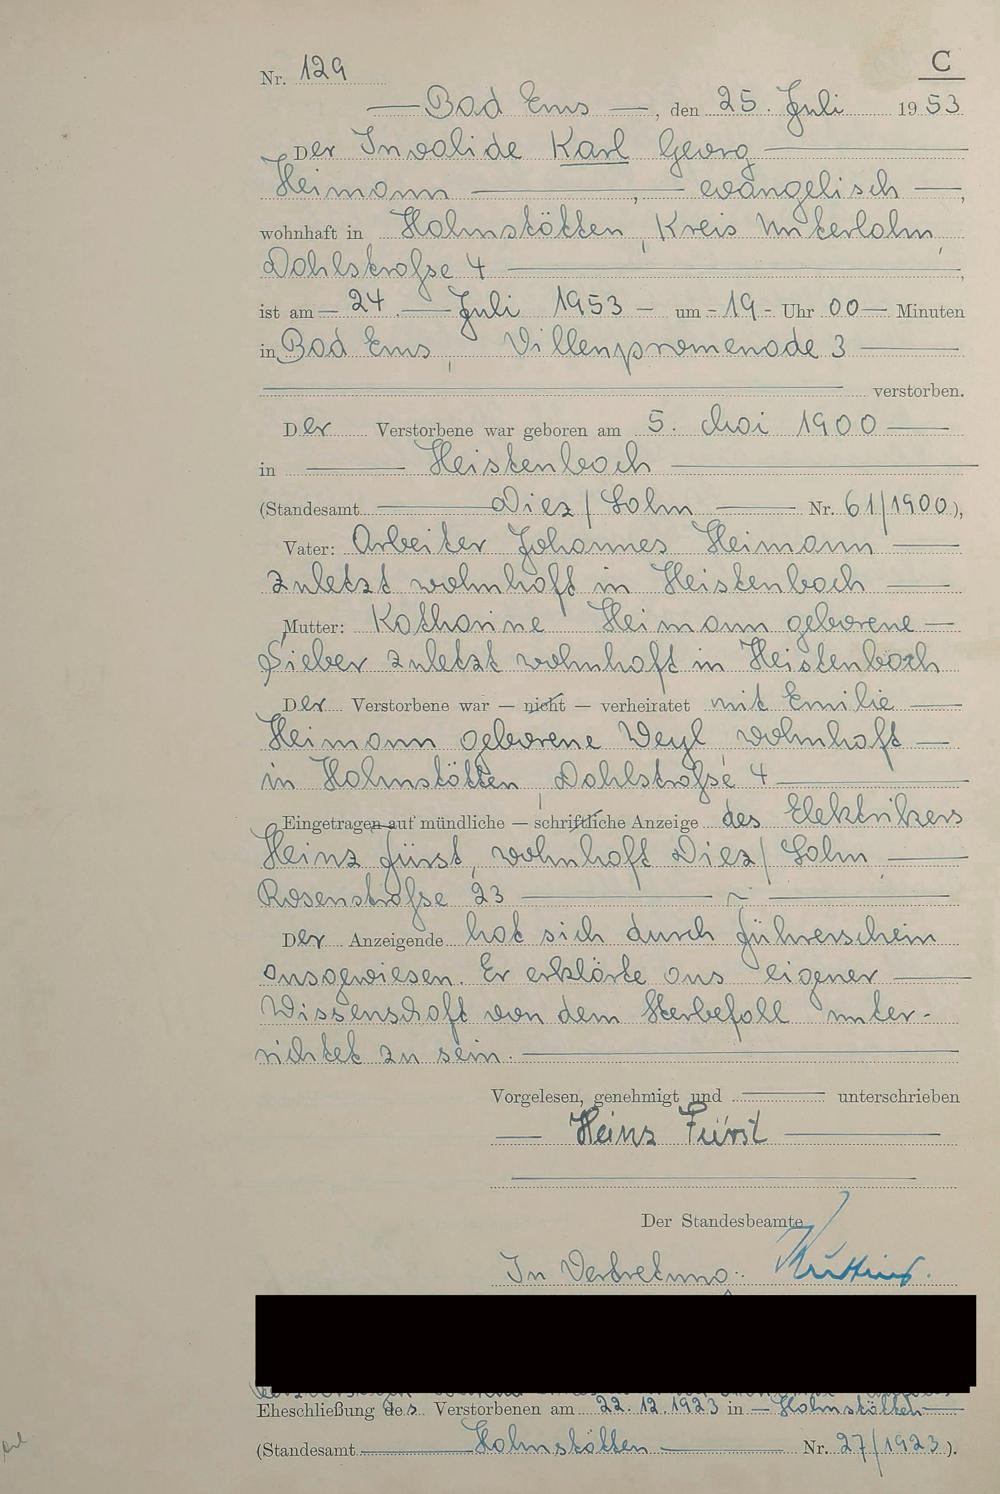 C
Nr. 129
Bad Ems, den 25. Juli 1953
Der Invalide Karl Georg
Heimann, evangelisch,
wohnhaft in Holmstötten, Kreis Unterlahn,
Dahlstraße 4,
ist am 24. Juli 1953 um 19 Uhr 00 Minuten
in Bad Ems, Villenpromenade 3
verstorben.
Der Verstorbene war geboren am 5. Mai 1900
in Heistenbach
(Standesamt Diez/Lahn Nr. 61/1900),
Vater: Arbeiter Johannes Heimann
zuletzt wohnhaft in Heistenbach
Mutter: Katharine Heimann geborene
Sieber zuletzt wohnhaft in Heistenbach
Der Verstorbene war — nicht — verheiratet mit Emilie
Heimann geborene Weyl, wohnhaft
in Holmstötten, Dahlstraße 4
Eingetragen auf mündliche — schriftliche Anzeige des Elektrikers
Heinz Fürst, wohnhaft Diez/Lahn,
Rosenstraße 23
Der Anzeigende hat sich durch Führerschein
ausgewiesen. Er erklärte aus eigener
Wissenschaft von dem Sterbefall unter-
richtet zu sein.
Vorgelesen, genehmigt und unterschrieben
Heinz Fürst
Der Standesbeamte
In Vertretung:
Eheschließung des Verstorbenen am 22.12.1923 in Holmstötten
(Standesamt Holmstötten Nr. 27/1923).